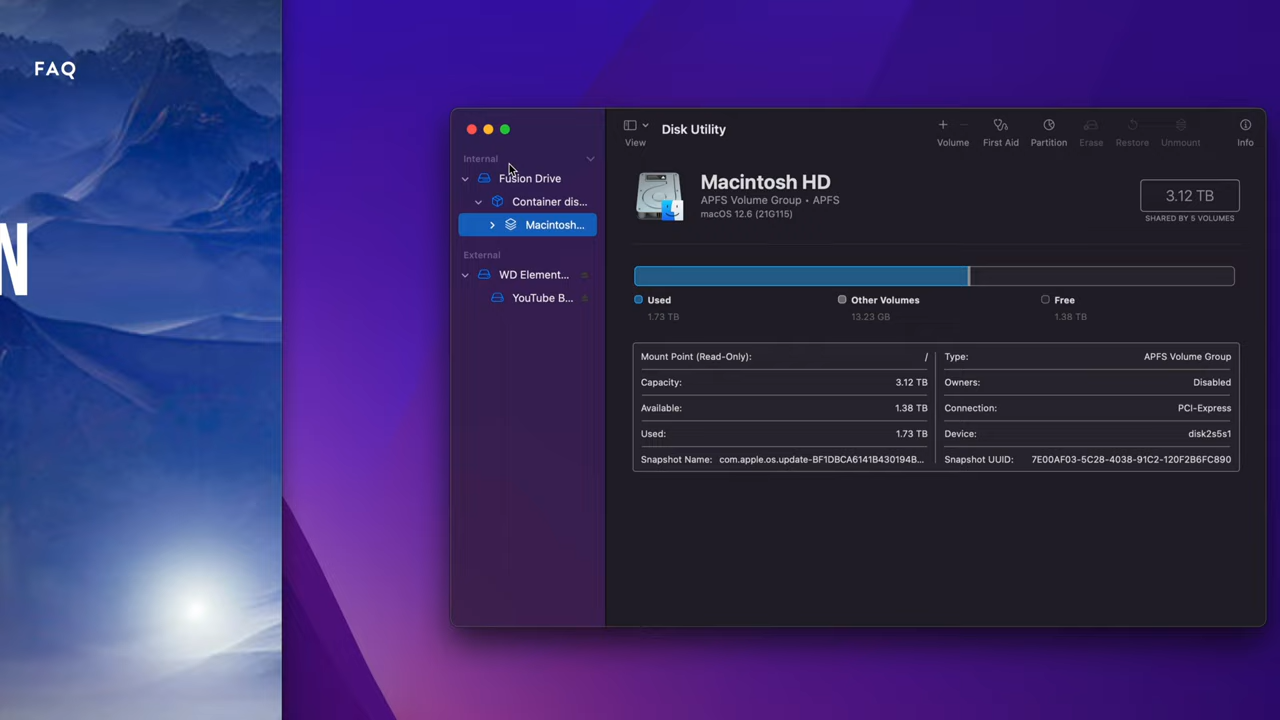 FAQ
N
Disk Utility
View
Volume
First Aid
Partition
Erase
Restore
Unmount
Info
Internal
Fusion Drive
Container dis...
Macintosh...
External
WD Element...
YouTube B...
Macintosh HD
APFS Volume Group • APFS
macOS 12.6 (21G115)
3.12 TB
SHARED BY 5 VOLUMES
Used
1.73 TB
Other Volumes
13.23 GB
Free
1.38 TB
Mount Point (Read-Only): /
Capacity: 3.12 TB
Available: 1.38 TB
Used: 1.73 TB
Snapshot Name: com.apple.os.update-BF1DBCA6141B430194B...
Type: APFS Volume Group
Owners: Disabled
Connection: PCI-Express
Device: disk2s5s1
Snapshot UUID: 7E00AF03-5C28-4038-91C2-120F2B6FC890